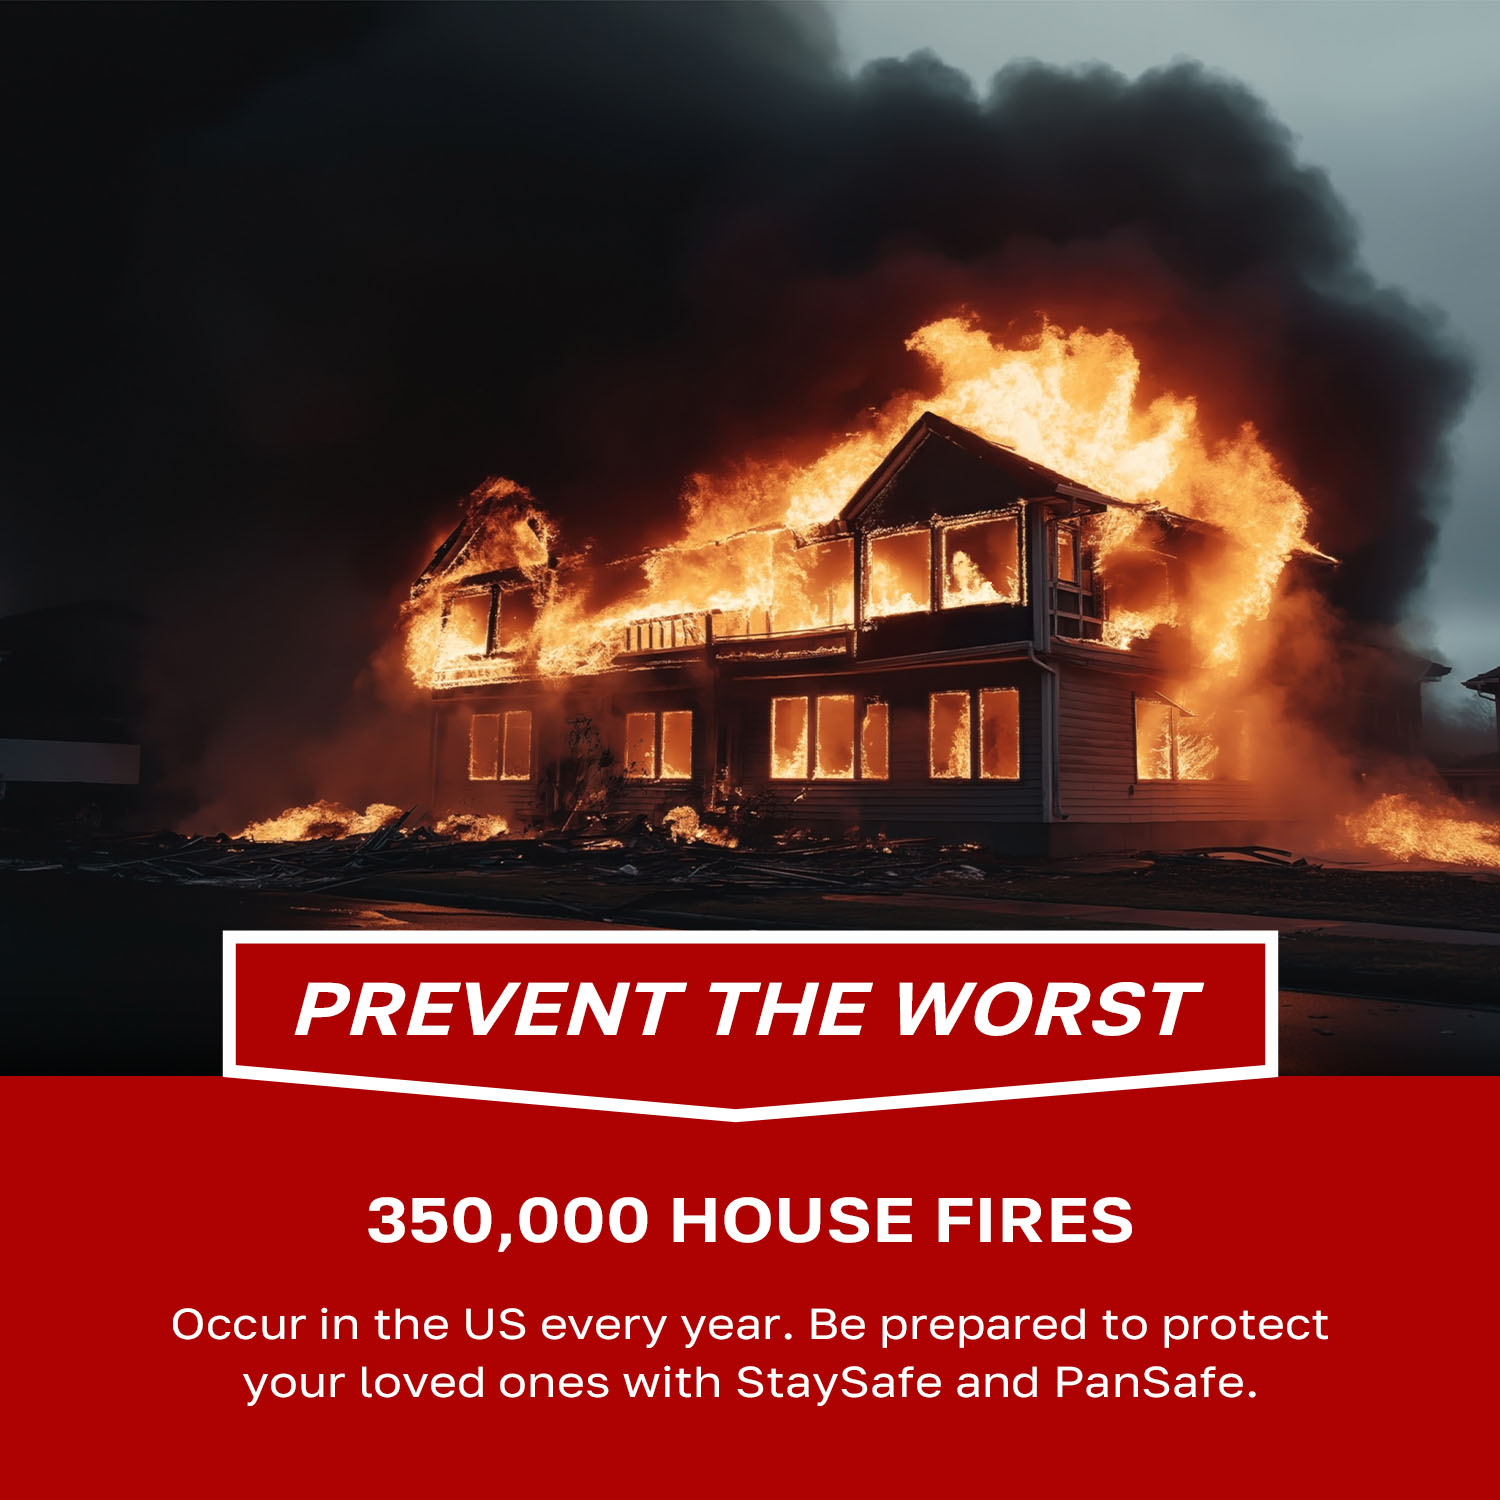 PREVENT THE WORST
350,000 HOUSE FIRES
Occur in the US every year. Be prepared to protect
your loved ones with StaySafe and PanSafe.